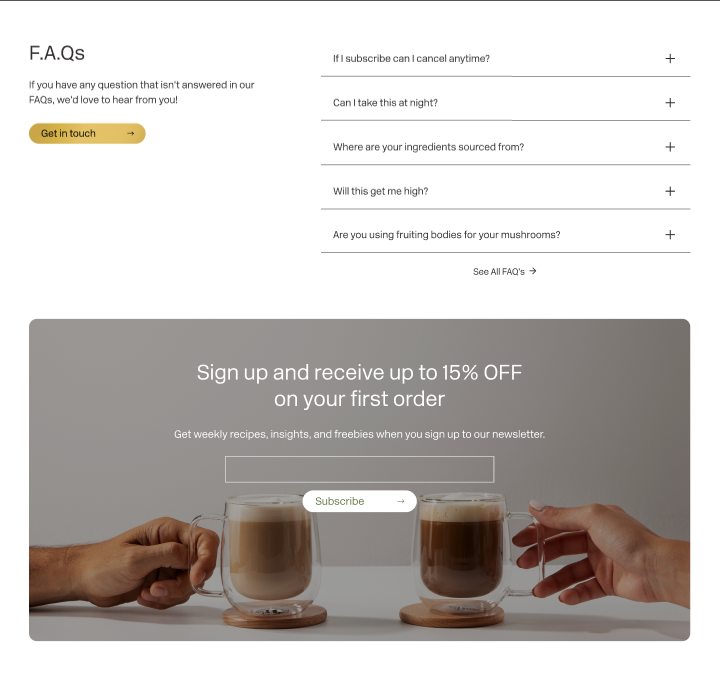 F.A.Qs
If you have any question that isn't answered in our
FAQs, we'd love to hear from you!
Get in touch →
If I subscribe can I cancel anytime?
Can I take this at night?
Where are your ingredients sourced from?
Will this get me high?
Are you using fruiting bodies for your mushrooms?
See All FAQ's →
Sign up and receive up to 15% OFF
on your first order
Get weekly recipes, insights, and freebies when you sign up to our newsletter.
Subscribe →